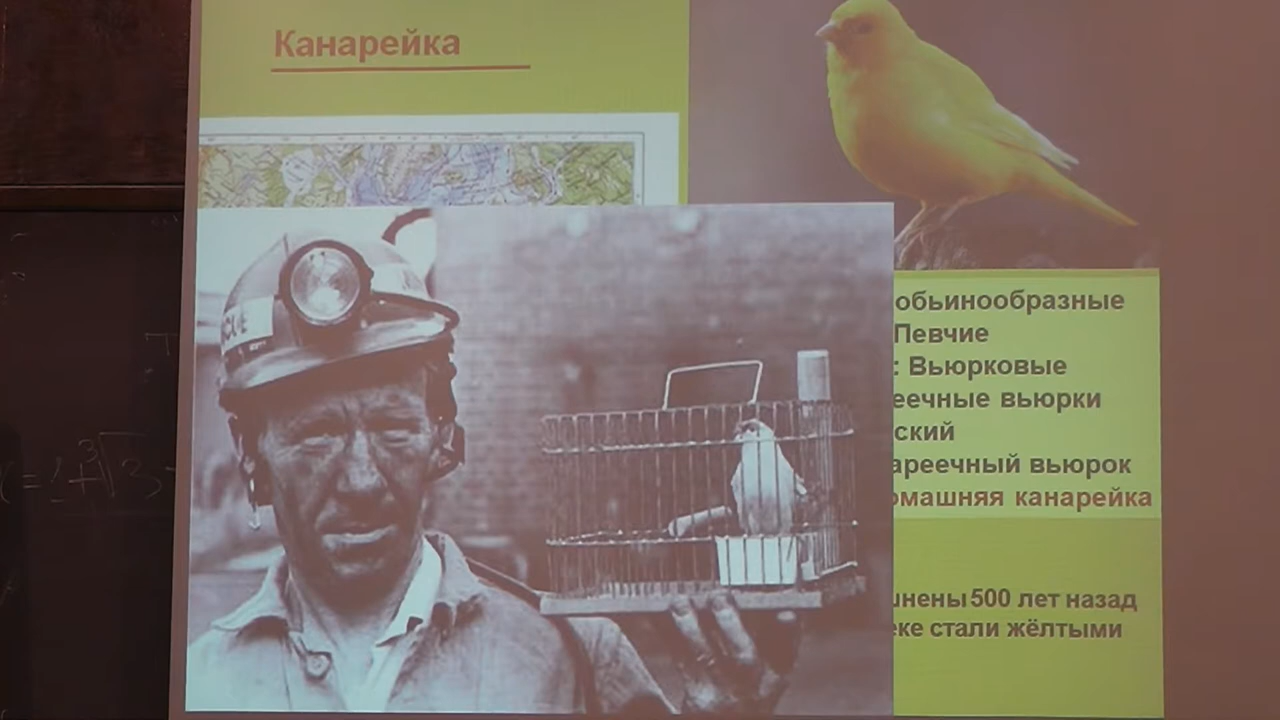 Канарейка
обьинообразные
Певчие
: Вьюрковые
еечные вьюрки
ский
ареечный вьюрок
омашняя канарейка
шнены 500 лет назад
еке стали жёлтыми